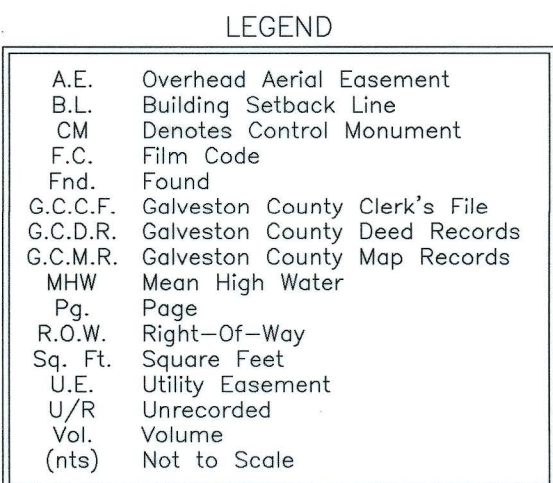 LEGEND
A.E. Overhead Aerial Easement
B.L. Building Setback Line
CM Denotes Control Monument
F.C. Film Code
Fnd. Found
G.C.C.F. Galveston County Clerk's File
G.C.D.R. Galveston County Deed Records
G.C.M.R. Galveston County Map Records
MHW Mean High Water
Pg. Page
R.O.W. Right-Of-Way
Sq. Ft. Square Feet
U.E. Utility Easement
U/R Unrecorded
Vol. Volume
(nts) Not to Scale